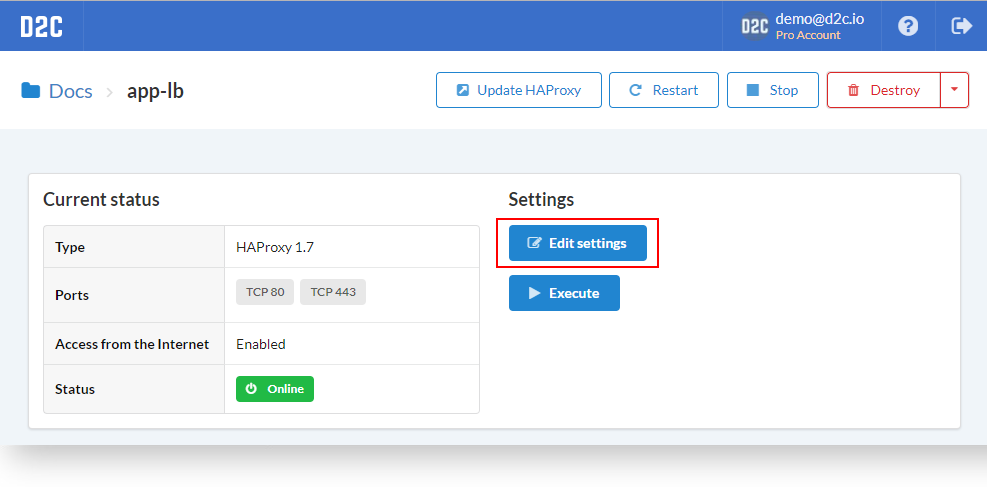 D2C
D2C demo@d2c.io
Pro Account
?
Docs > app-lb
Update HAProxy Restart Stop Destroy
Current status
Type HAProxy 1.7
Ports TCP 80 TCP 443
Access from the Internet Enabled
Status Online
Settings
Edit settings
Execute